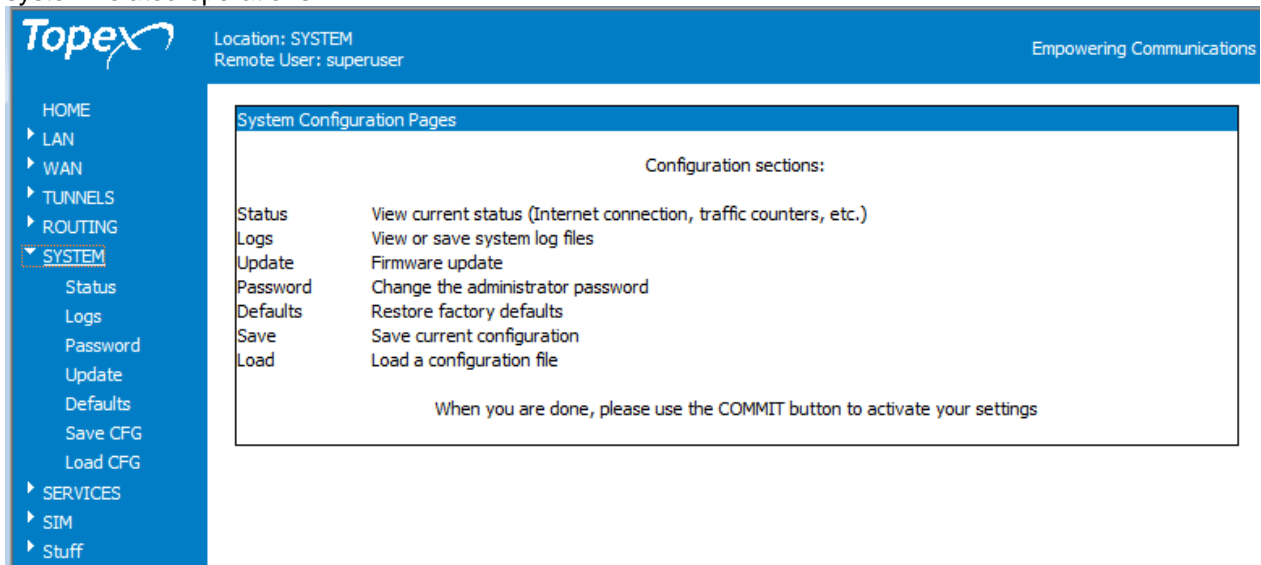 Topex
Location: SYSTEM
Remote User: superuser
Empowering Communications
HOME
LAN
WAN
TUNNELS
ROUTING
SYSTEM
Status
Logs
Password
Update
Defaults
Save CFG
Load CFG
SERVICES
SIM
Stuff
System Configuration Pages
Configuration sections:
Status View current status (Internet connection, traffic counters, etc.)
Logs View or save system log files
Update Firmware update
Password Change the administrator password
Defaults Restore factory defaults
Save Save current configuration
Load Load a configuration file
When you are done, please use the COMMIT button to activate your settings